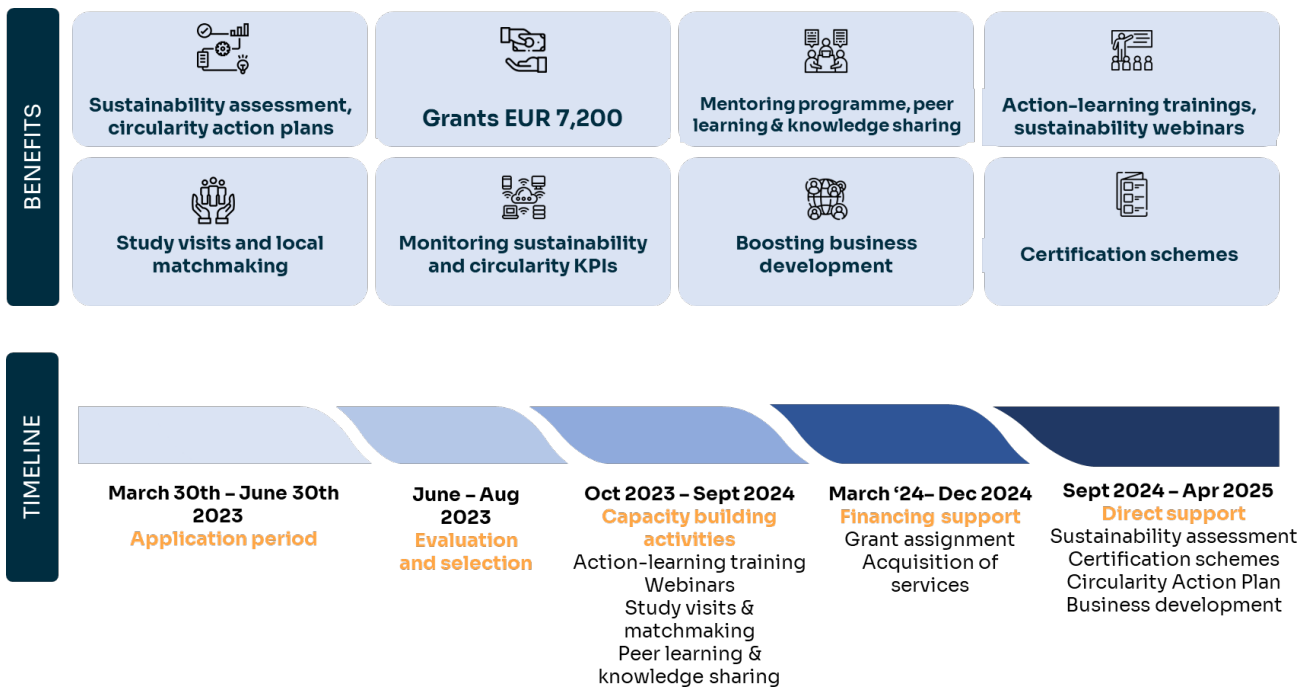 BENEFITS
Sustainability assessment,
circularity action plans
Grants EUR 7,200
Mentoring programme, peer
learning & knowledge sharing
Action-learning trainings,
sustainability webinars
Study visits and local
matchmaking
Monitoring sustainability
and circularity KPIs
Boosting business
development
Certification schemes
TIMELINE
March 30th – June 30th
2023
Application period
June – Aug
2023
Evaluation
and selection
Oct 2023 – Sept 2024
Capacity building
activities
Action-learning training
Webinars
Study visits &
matchmaking
Peer learning &
knowledge sharing
March ‘24– Dec 2024
Financing support
Grant assignment
Acquisition of
services
Sept 2024 – Apr 2025
Direct support
Sustainability assessment
Certification schemes
Circularity Action Plan
Business development